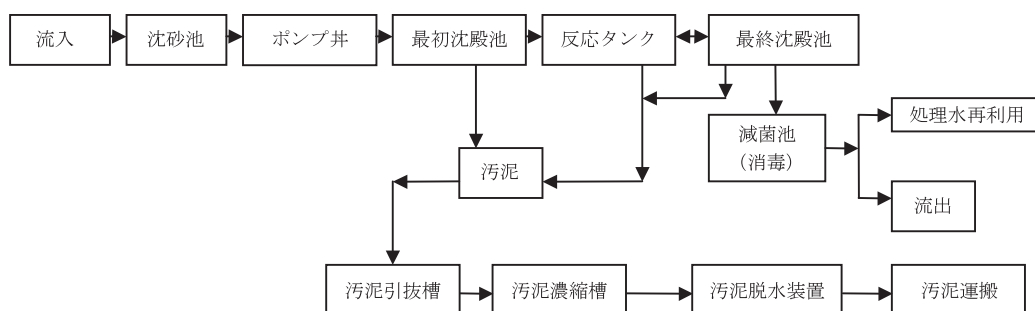 流入
沈砂池
ポンプ井
最初沈殿池
反応タンク
最終沈殿池
処理水再利用
減菌池
（消毒）
汚泥
流出
汚泥引抜槽
汚泥濃縮槽
汚泥脱水装置
汚泥運搬